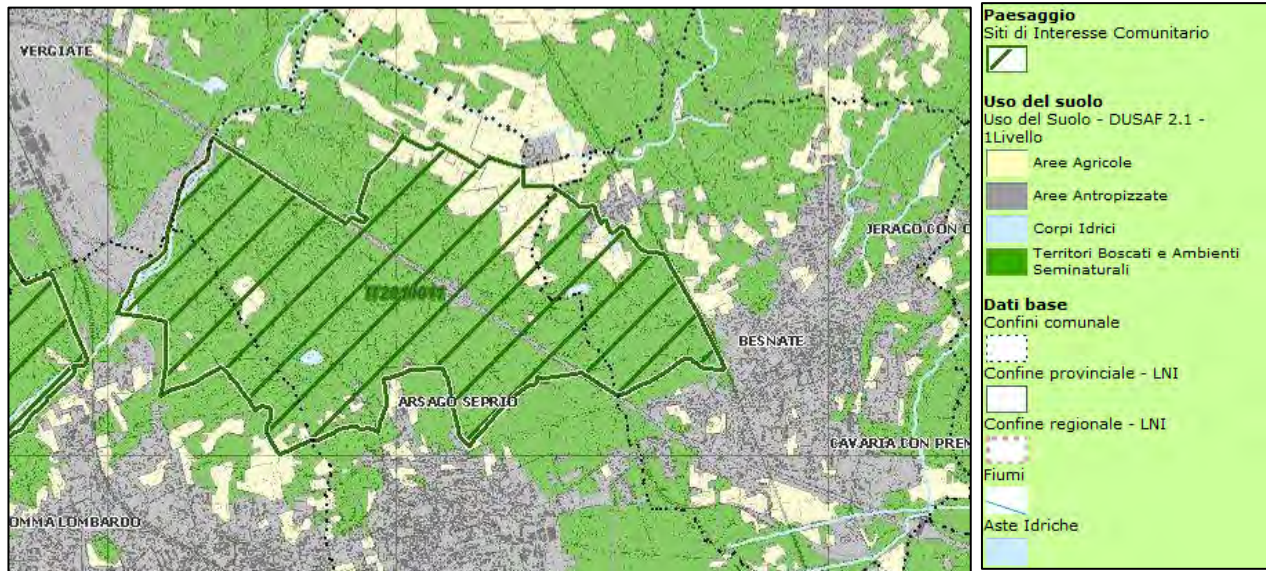 VERGIATE
JERAGO CON O
BESNATE
ARSAGO SEPRIO
CAVARIA CON PREM
OMMA LOMBARDO
Paesaggio
Siti di Interesse Comunitario
Uso del suolo
Uso del Suolo - DUSAF 2.1 -
1Livello
Aree Agricole
Aree Antropizzate
Corpi Idrici
Territori Boscati e Ambienti
Seminaturali
Dati base
Confini comunale
Confine provinciale - LNI
Confine regionale - LNI
Fiumi
Aste Idriche